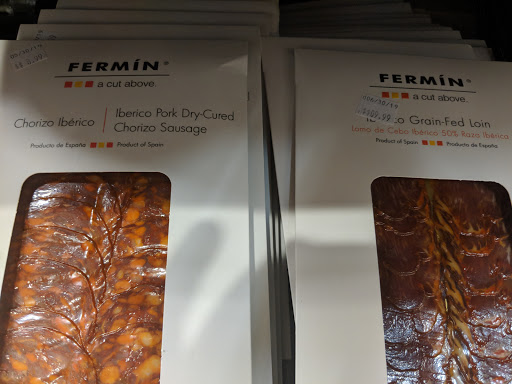 FERMÍN®
a cut above.
Chorizo Ibérico
Iberico Pork Dry-Cured
Chorizo Sausage
Producto de España
Product of Spain
FERMÍN®
a cut above.
Grain-Fed Loin
Lomo de Cebo Ibérico 50% Raza Ibérica
Product of Spain
Producto de España